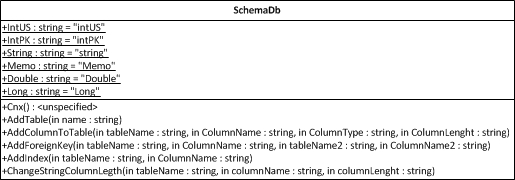 SchemaDb
+IntUS : string = "intUS"
+IntPK : string = "intPK"
+String : string = "string"
+Memo : string = "Memo"
+Double : string = "Double"
+Long : string = "Long"
+Cnx() : <unspecified>
+AddTable(in name : string)
+AddColumnToTable(in tableName : string, in ColumnName : string, in ColumnType : string, in ColumnLenght : string)
+AddForeignKey(in tableName : string, in ColumnName : string, in tableName2 : string, in ColumnName2 : string)
+AddIndex(in tableName : string, in ColumnName : string)
+ChangeStringColumnLegth(in tableName : string, in columnName : string, in columnLenght : string)